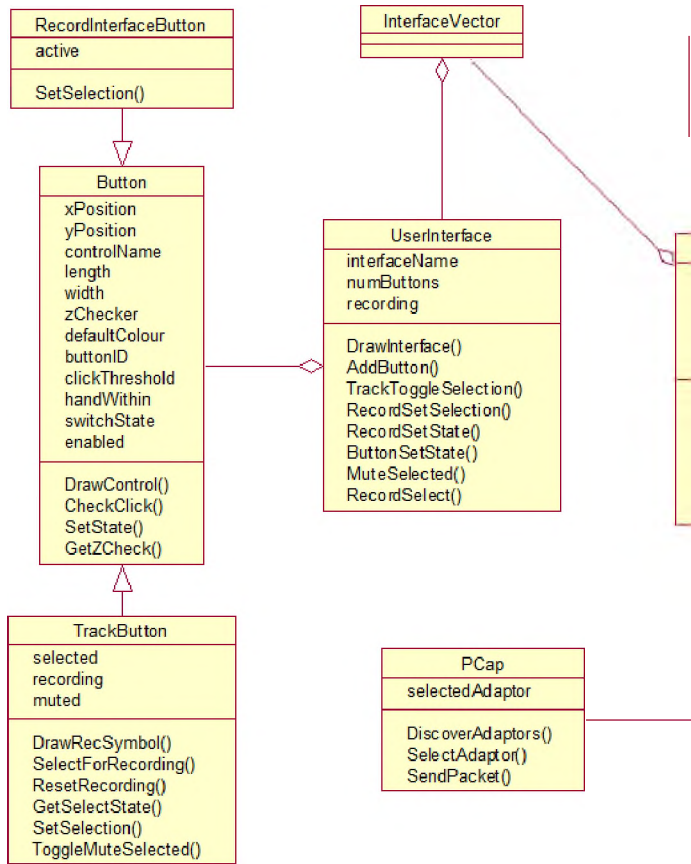 RecordInterfaceButton
active
SetSelection()
InterfaceVector
Button
xPosition
yPosition
controlName
length
width
zChecker
defaultColour
buttonID
clickThreshold
handWithin
switchState
enabled
DrawControl()
CheckClick()
SetState()
GetZCheck()
UserInterface
interfaceName
numButtons
recording
DrawInterface()
AddButton()
TrackToggleSelection()
RecordSetSelection()
RecordSetState()
ButtonSetState()
MuteSelected()
RecordSelect()
TrackButton
selected
recording
muted
DrawRecSymbol()
SelectForRecording()
ResetRecording()
GetSelectState()
SetSelection()
ToggleMuteSelected()
PCap
selectedAdaptor
DiscoverAdaptors()
SelectAdaptor()
SendPacket()